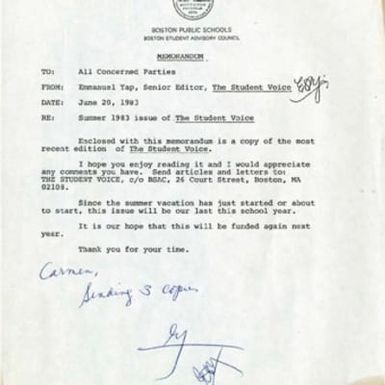 BOSTON PUBLIC SCHOOLS
BOSTON STUDENT ADVISORY COUNCIL
MEMORANDUM
TO: All Concerned Parties
FROM: Emmanuel Yap, Senior Editor, The Student Voice
DATE: June 20, 1983
RE: Summer 1983 issue of The Student Voice
Enclosed with this memorandum is a copy of the most
recent edition of The Student Voice.
I hope you enjoy reading it and I would appreciate
any comments you have. Send articles and letters to:
THE STUDENT VOICE, c/o BSAC, 26 Court Street, Boston, MA
02108.
Since the summer vacation has just started or about
to start, this issue will be our last this school year.
It is our hope that this will be funded again next
year.
Thank you for your time.
Carmen,
Sending 3 copies